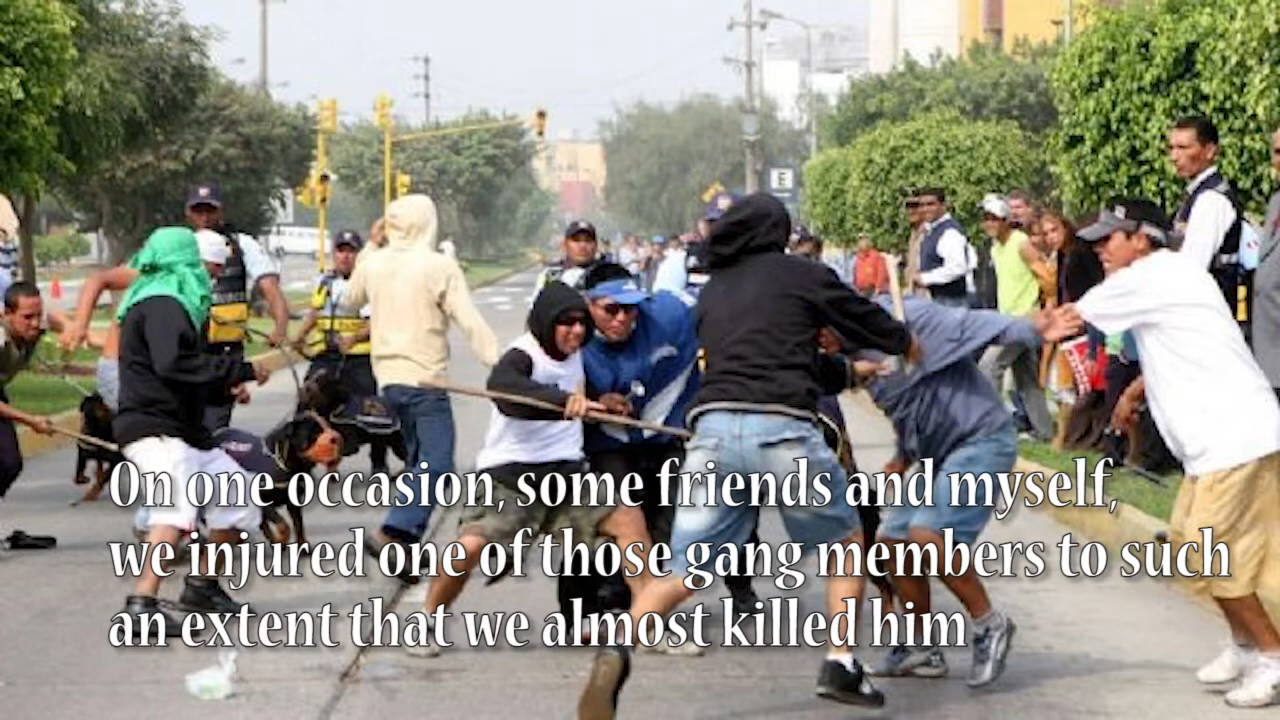 E
On one occasion, some friends and myself,
we injured one of those gang members to such
an extent that we almost killed him